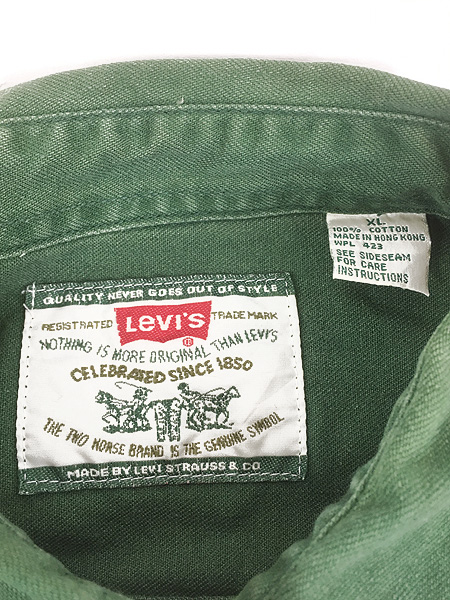 XL
100% COTTON
MADE IN HONG KONG
WPL 423
SEE SIDESEAM
FOR CARE
INSTRUCTIONS
QUALITY NEVER GOES OUT OF STYLE
REGISTRATED LEVI'S TRADE MARK
®
NOTHING IS MORE ORIGINAL THAN LEVI'S
CELEBRATED SINCE 1850
THE TWO HORSE BRAND IS THE GENUINE SYMBOL
MADE BY LEVI STRAUSS & CO